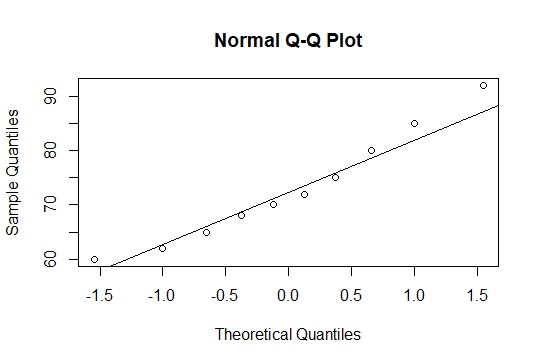 Normal Q-Q Plot
Sample Quantiles
90
80
70
60
-1.5 -1.0 -0.5 0.0 0.5 1.0 1.5
Theoretical Quantiles